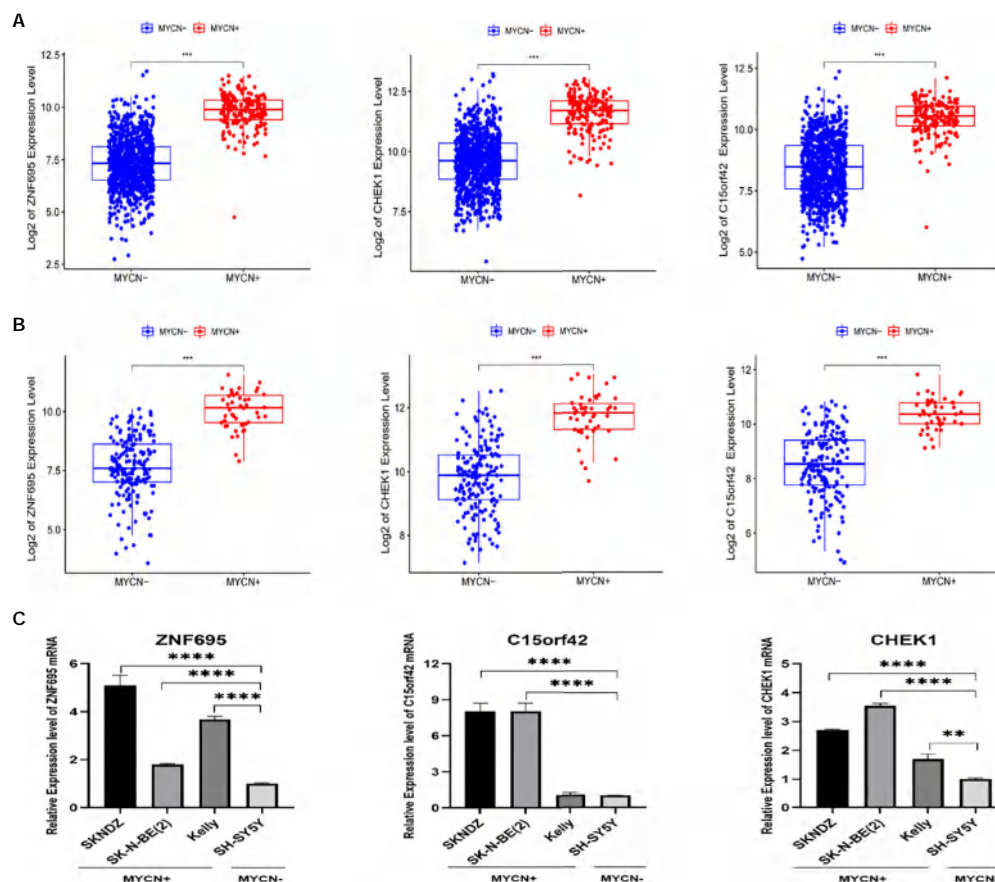 A
MYCN− MYCN+
Log2 of ZNF695 Expression Level
12.5
10.0
7.5
5.0
2.5
***
MYCN− MYCN+
MYCN− MYCN+
Log2 of CHEK1 Expression Level
12.5
10.0
7.5
***
MYCN− MYCN+
MYCN− MYCN+
Log2 of C15orf42 Expression Level
12.5
10.0
7.5
5.0
***
MYCN− MYCN+
B
MYCN− MYCN+
Log2 of ZNF695 Expression Level
10.0
7.5
5.0
***
MYCN− MYCN+
MYCN− MYCN+
Log2 of CHEK1 Expression Level
12
10
8
***
MYCN− MYCN+
MYCN− MYCN+
Log2 of C15orf42 Expression Level
12
10
8
6
***
MYCN− MYCN+
C
ZNF695
Relative Expression level of ZNF695 mRNA
6
4
2
0
****
****
****
SKNDZ
SK-N-BE(2)
Kelly
SH-SY5Y
MYCN+ MYCN-
C15orf42
Relative Expression level of C15orf42 mRNA
12
9
6
3
0
****
****
SKNDZ
SK-N-BE(2)
Kelly
SH-SY5Y
MYCN+ MYCN-
CHEK1
Relative Expression level of CHEK1 mRNA
5
4
3
2
1
0
****
****
**
SKNDZ
SK-N-BE(2)
Kelly
SH-SY5Y
MYCN+ MYCN